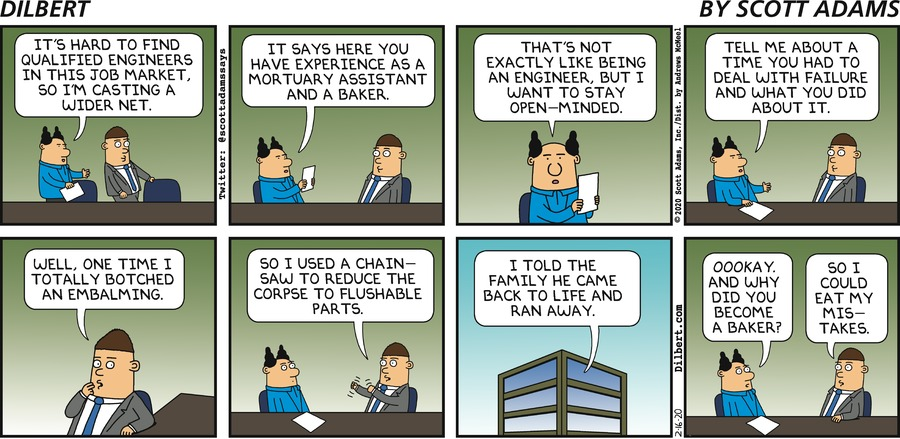 DILBERT
BY SCOTT ADAMS
IT'S HARD TO FIND
QUALIFIED ENGINEERS
IN THIS JOB MARKET,
SO I'M CASTING A
WIDER NET.
Twitter: @scottadamssays
IT SAYS HERE YOU
HAVE EXPERIENCE AS A
MORTUARY ASSISTANT
AND A BAKER.
THAT'S NOT
EXACTLY LIKE BEING
AN ENGINEER, BUT I
WANT TO STAY
OPEN-MINDED.
©2020 Scott Adams, Inc./Dist. by Andrews McMeel
TELL ME ABOUT A
TIME YOU HAD TO
DEAL WITH FAILURE
AND WHAT YOU DID
ABOUT IT.
WELL, ONE TIME I
TOTALLY BOTCHED
AN EMBALMING.
SO I USED A CHAIN-
SAW TO REDUCE THE
CORPSE TO FLUSHABLE
PARTS.
I TOLD THE
FAMILY HE CAME
BACK TO LIFE AND
RAN AWAY.
Dilbert.com
2-16-20
OOOKAY.
AND WHY
DID YOU
BECOME
A BAKER?
SO I
COULD
EAT MY
MIS-
TAKES.